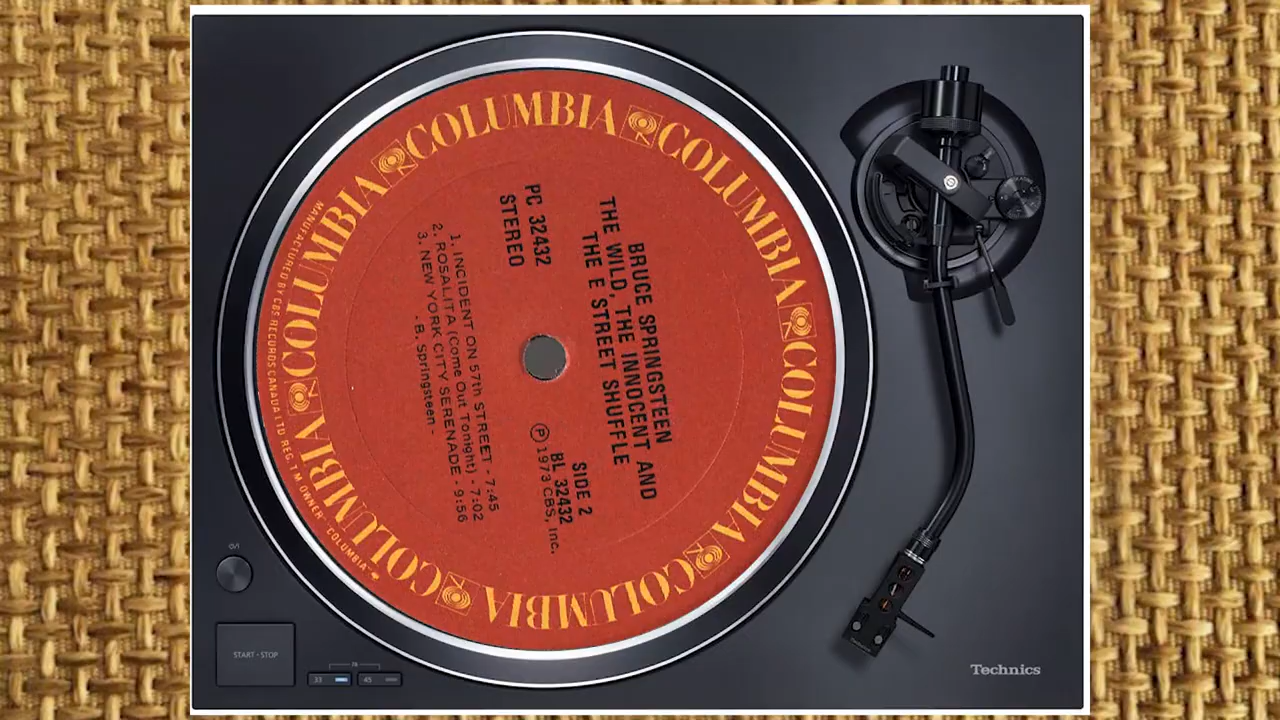 COLUMBIA COLUMBIA COLUMBIA COLUMBIA COLUMBIA COLUMBIA
BRUCE SPRINGSTEEN
THE WILD, THE INNOCENT AND
THE E STREET SHUFFLE
PC 32432
STEREO
SIDE 2
BL 32432
Ⓟ 1973 CBS, Inc.
1. INCIDENT ON 57th STREET - 7:45
2. ROSALITA (Come Out Tonight) - 7:02
3. NEW YORK CITY SERENADE - 9:56
- B. Springsteen -
MANUFACTURED BY CBS RECORDS CANADA LTD REG. T.M. OWNER - "COLUMBIA"
0/I
START • STOP
33
45
78
Technics